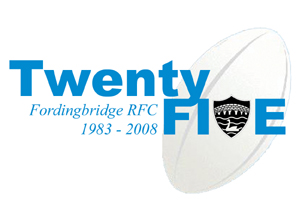 Twenty
Fordingbridge RFC
1983 - 2008
FIVE